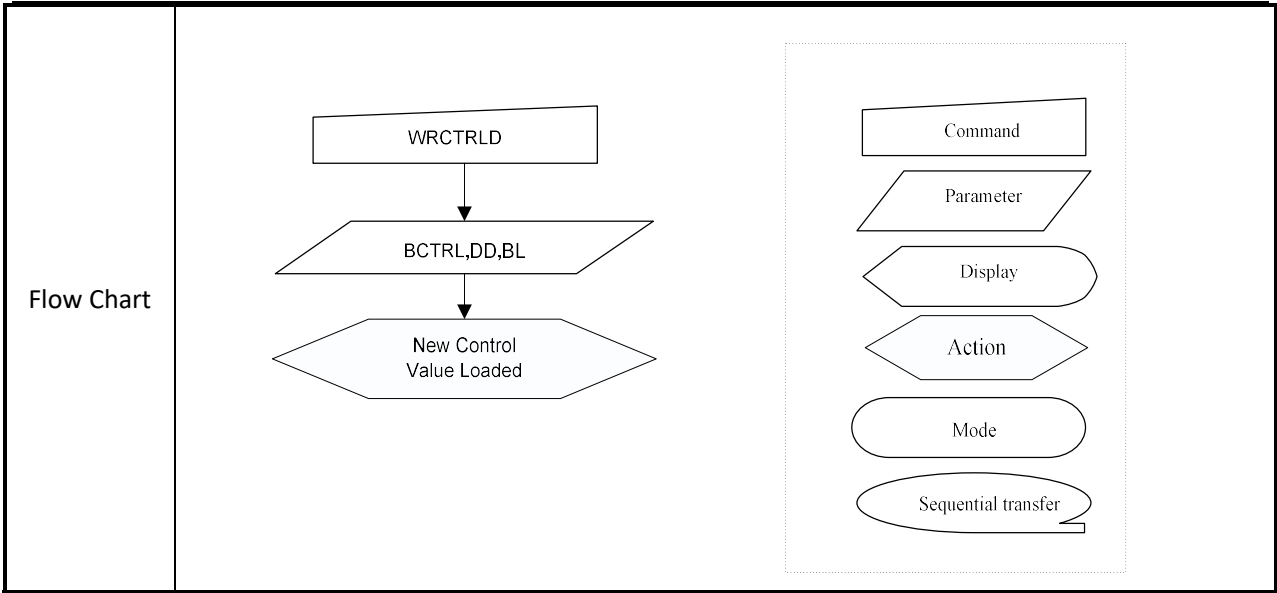 Flow Chart
WRCTRLD
BCTRL,DD,BL
New Control
Value Loaded
Command
Parameter
Display
Action
Mode
Sequential transfer